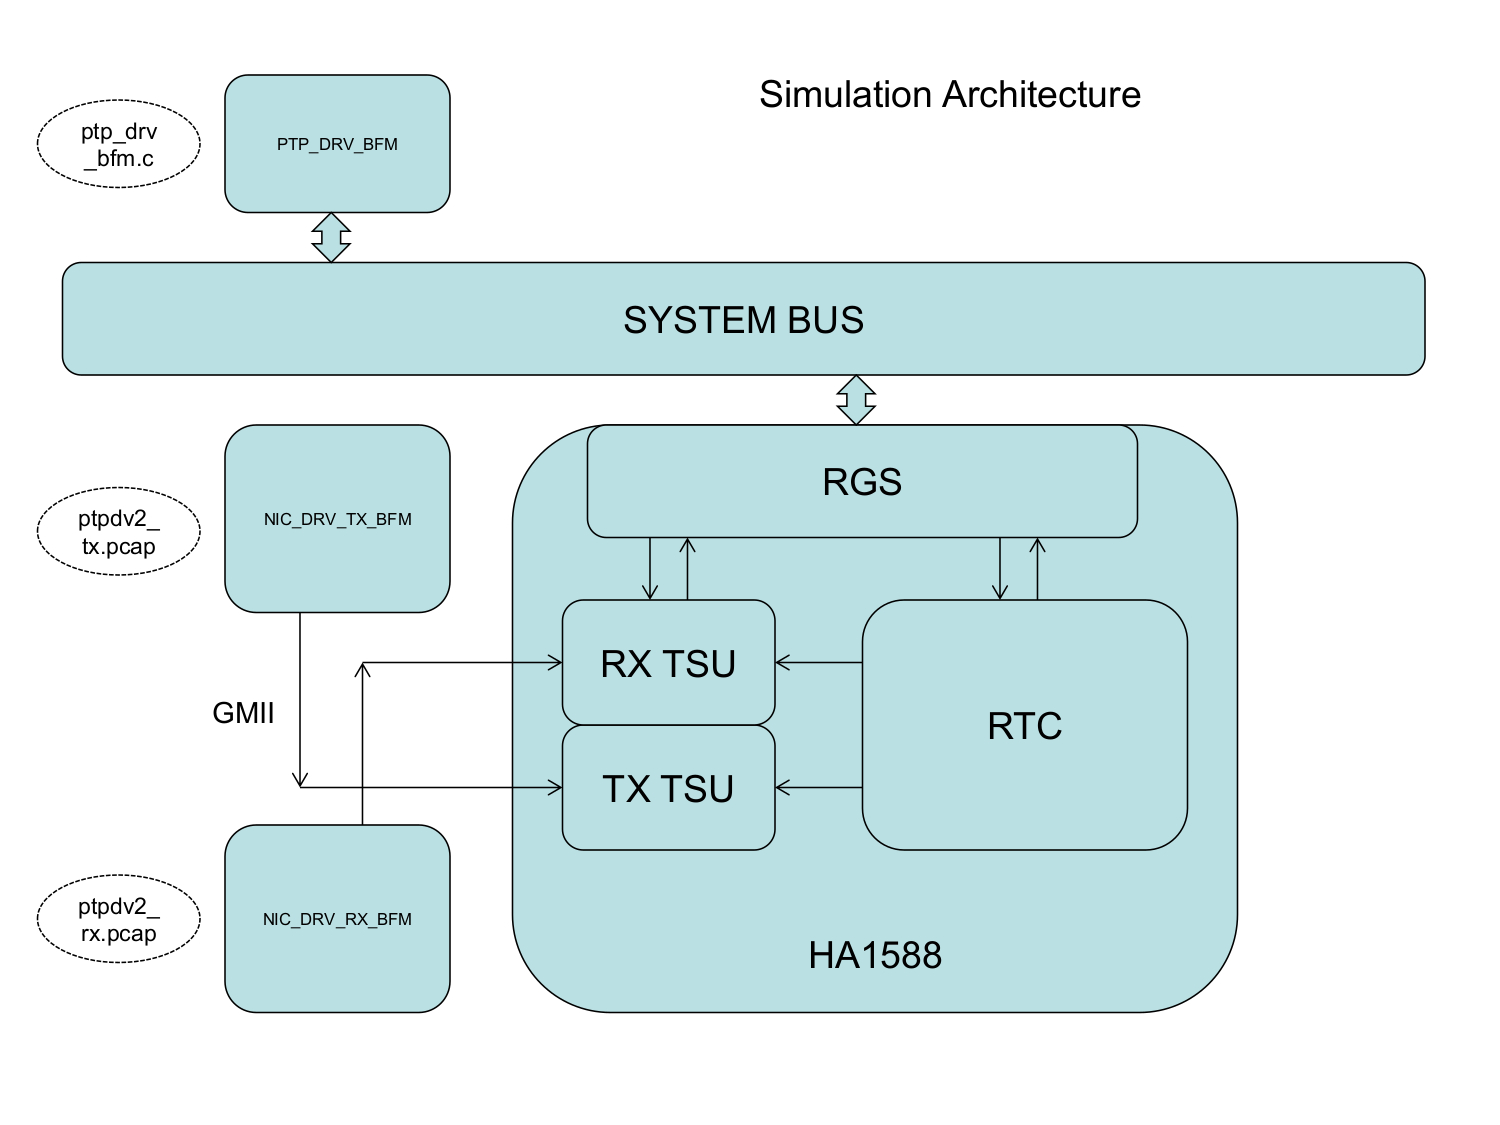 Simulation Architecture
ptp_drv
_bfm.c
PTP_DRV_BFM
SYSTEM BUS
RGS
NIC_DRV_TX_BFM
ptpdv2_
tx.pcap
RX TSU
GMII
RTC
TX TSU
ptpdv2_
rx.pcap
NIC_DRV_RX_BFM
HA1588